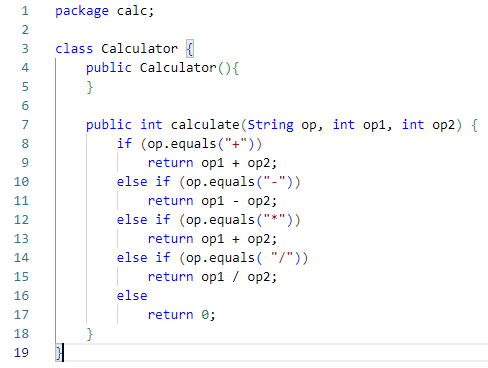 1 package calc;
2
3 class Calculator {
4     public Calculator(){
5     }
6
7     public int calculate(String op, int op1, int op2) {
8         if (op.equals("+"))
9             return op1 + op2;
10         else if (op.equals("-"))
11             return op1 - op2;
12         else if (op.equals("*"))
13             return op1 + op2;
14         else if (op.equals( "/"))
15             return op1 / op2;
16         else
17             return 0;
18     }
19 }